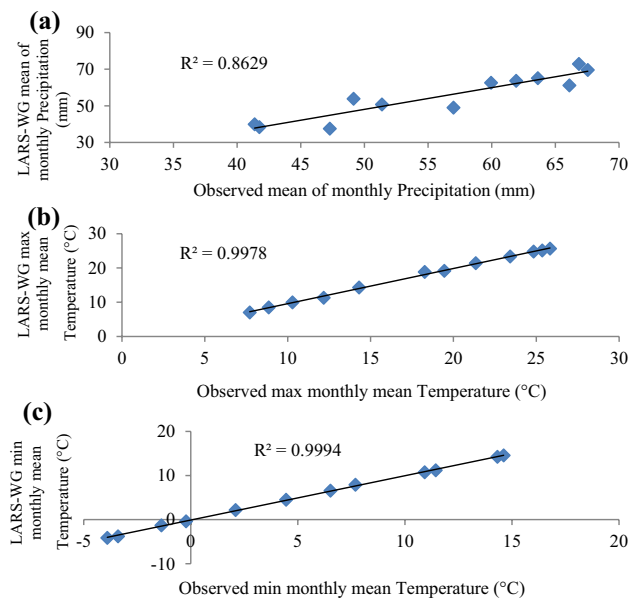 (a)
LARS-WG mean of
monthly Precipitation
(mm)
90
70
50
30
R² = 0.8629
30 35 40 45 50 55 60 65 70
Observed mean of monthly Precipitation (mm)
(b)
LARS-WG max
monthly mean
Temperature (°C)
30
20
10
0
R² = 0.9978
0 5 10 15 20 25 30
Observed max monthly mean Temperature (°C)
(c)
LARS-WG min
monthly mean
Temperature (°C)
20
10
0
-10
R² = 0.9994
-5 0 5 10 15 20
Observed min monthly mean Temperature (°C)